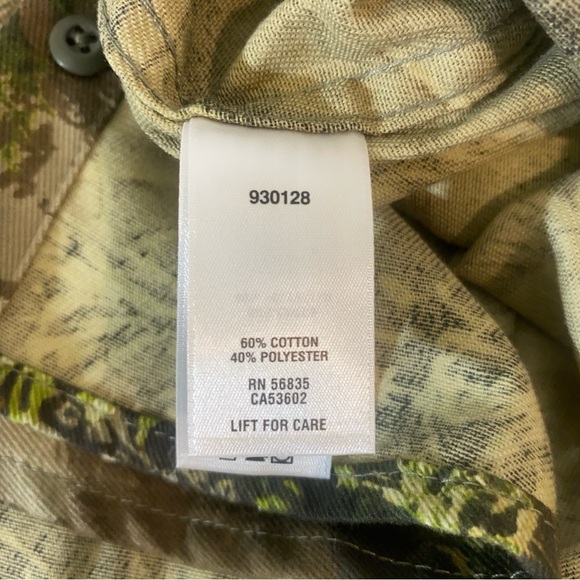 930128
60% COTTON
40% POLYESTER
RN 56835
CA53602
LIFT FOR CARE